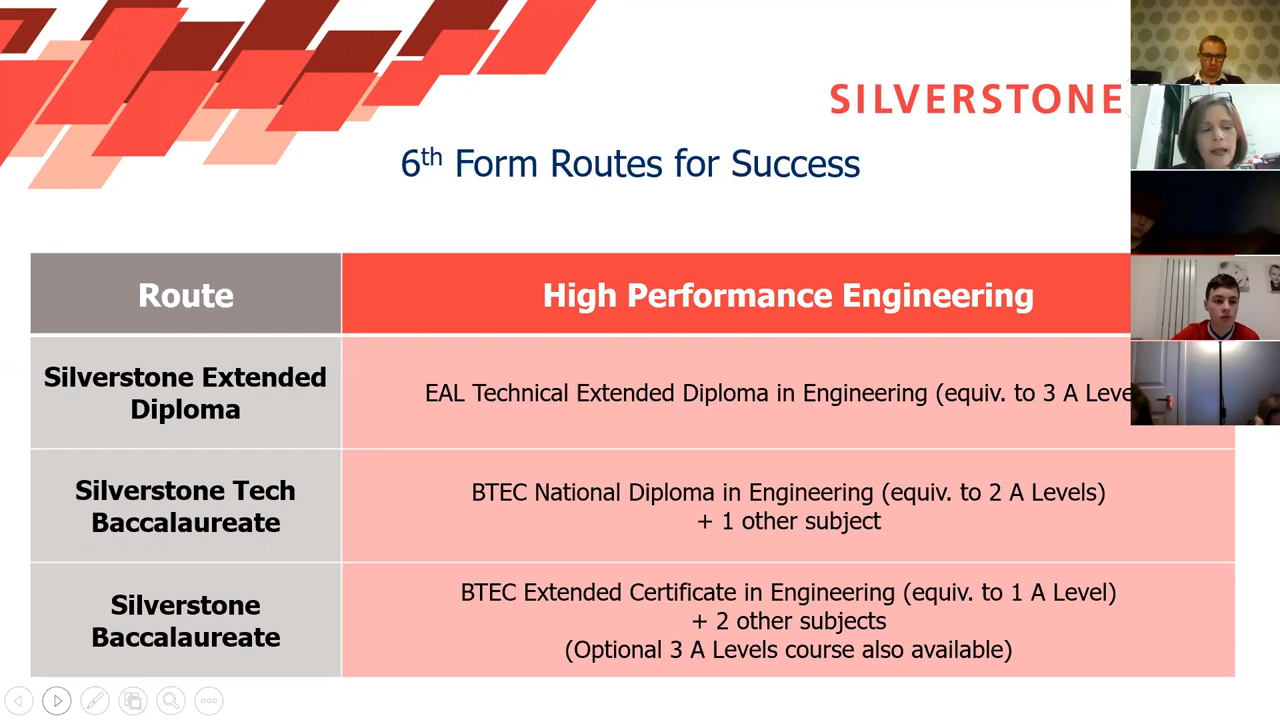 SILVERSTONE
6th Form Routes for Success
Route
High Performance Engineering
Silverstone Extended
Diploma
EAL Technical Extended Diploma in Engineering (equiv. to 3 A Leve
Silverstone Tech
Baccalaureate
BTEC National Diploma in Engineering (equiv. to 2 A Levels)
+ 1 other subject
Silverstone
Baccalaureate
BTEC Extended Certificate in Engineering (equiv. to 1 A Level)
+ 2 other subjects
(Optional 3 A Levels course also available)